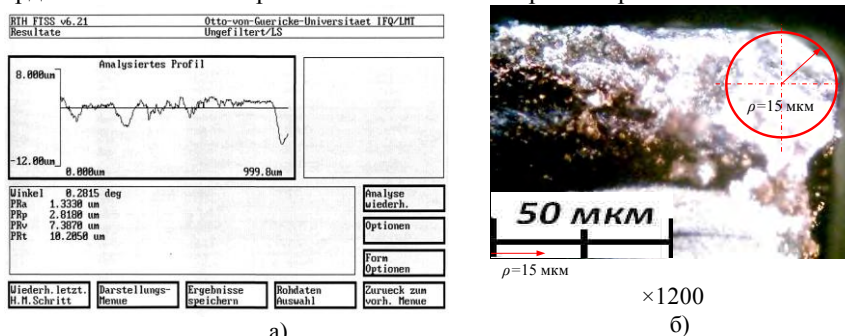 RTH FISS v6.21
Otto-von-Guericke-Universitaet IFQ/LMT
Resultate
Ungefiltert/LS
Analysiertes Profil
8.000um
-12.00um
0.000um
999.8um
Winkel 0.2815 deg
PRa 1.3330 um
PRp 2.8180 um
PRv 7.3870 um
PRt 10.2050 um
Analyse
wiederh.
Optionen
Form
Optionen
Wiederh.letzt.
H.M.Schritt
Darstellungs-
Menue
Ergebnisse
speichern
Rohdaten
Auswahl
Zurueck zum
vorh. Menue
а)
ρ=15 мкм
50 мкм
ρ=15 мкм
×1200
б)